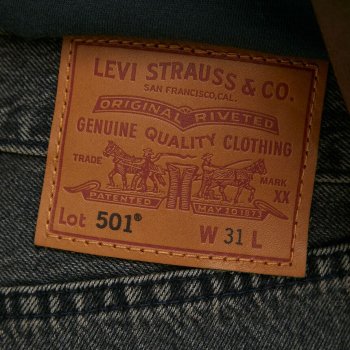 LEVI STRAUSS & CO.
SAN FRANCISCO, CAL.
ORIGINAL RIVETED
GENUINE QUALITY CLOTHING
TRADE MARK
XX
PATENTED MAY 20 1873
Lot 501® W 31 L